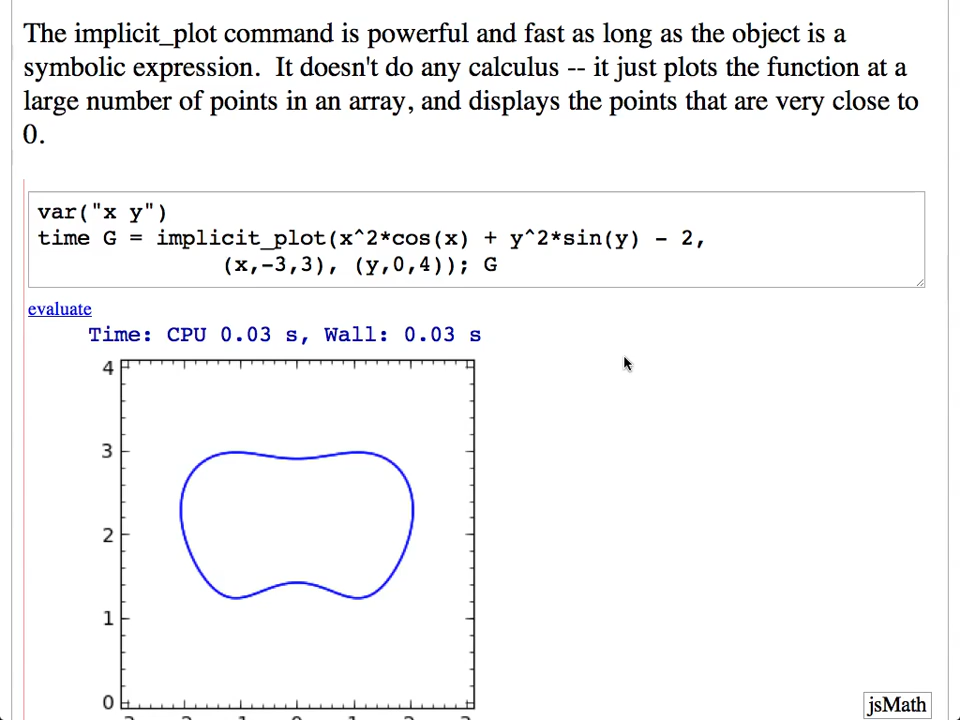 The implicit_plot command is powerful and fast as long as the object is a
symbolic expression.  It doesn't do any calculus -- it just plots the function at a
large number of points in an array, and displays the points that are very close to
0.
var("x y")
time G = implicit_plot(x^2*cos(x) + y^2*sin(y) - 2,
(x,-3,3), (y,0,4)); G
evaluate
Time: CPU 0.03 s, Wall: 0.03 s
4
3
2
1
0
jsMath